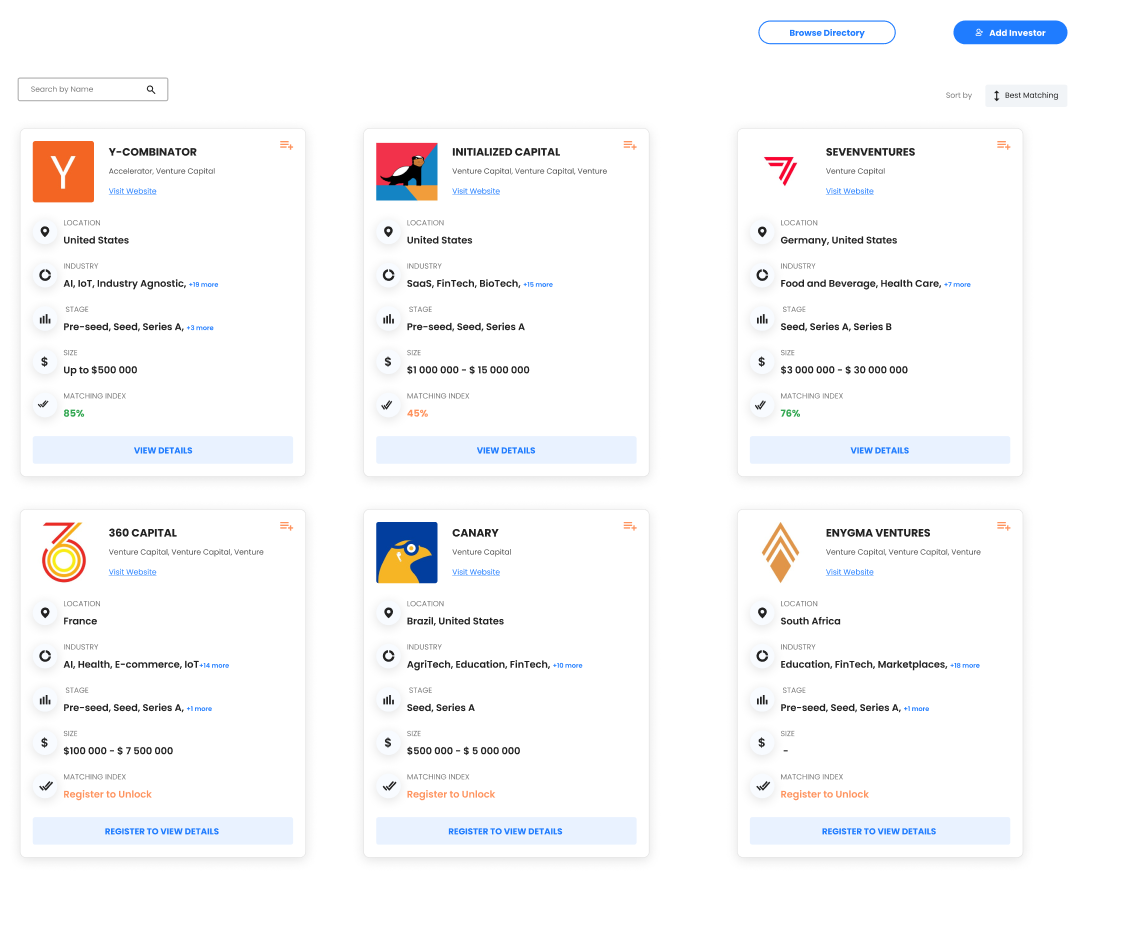 Browse Directory
Add Investor
Search by Name
Sort by
Best Matching
Y
Y-COMBINATOR
Accelerator, Venture Capital
Visit Website
LOCATION
United States
INDUSTRY
AI, IoT, Industry Agnostic, +19 more
STAGE
Pre-seed, Seed, Series A, +3 more
SIZE
Up to $500 000
MATCHING INDEX
85%
VIEW DETAILS
INITIALIZED CAPITAL
Venture Capital, Venture Capital, Venture
Visit Website
LOCATION
United States
INDUSTRY
SaaS, FinTech, BioTech, +15 more
STAGE
Pre-seed, Seed, Series A
SIZE
$1 000 000 - $ 15 000 000
MATCHING INDEX
45%
VIEW DETAILS
SEVENVENTURES
Venture Capital
Visit Website
LOCATION
Germany, United States
INDUSTRY
Food and Beverage, Health Care, +7 more
STAGE
Seed, Series A, Series B
SIZE
$3 000 000 - $ 30 000 000
MATCHING INDEX
76%
VIEW DETAILS
360 CAPITAL
Venture Capital, Venture Capital, Venture
Visit Website
LOCATION
France
INDUSTRY
AI, Health, E-commerce, IoT+14 more
STAGE
Pre-seed, Seed, Series A, +1 more
SIZE
$100 000 - $ 7 500 000
MATCHING INDEX
Register to Unlock
REGISTER TO VIEW DETAILS
CANARY
Venture Capital
Visit Website
LOCATION
Brazil, United States
INDUSTRY
AgriTech, Education, FinTech, +10 more
STAGE
Seed, Series A
SIZE
$500 000 - $ 5 000 000
MATCHING INDEX
Register to Unlock
REGISTER TO VIEW DETAILS
ENYGMA VENTURES
Venture Capital, Venture Capital, Venture
Visit Website
LOCATION
South Africa
INDUSTRY
Education, FinTech, Marketplaces, +18 more
STAGE
Pre-seed, Seed, Series A, +1 more
SIZE
-
MATCHING INDEX
Register to Unlock
REGISTER TO VIEW DETAILS